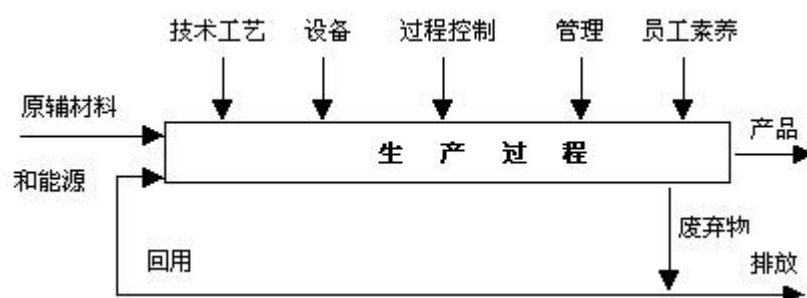 技术工艺 设备 过程控制 管理 员工素养
原辅材料
产品
生产过程
和能源
废弃物
回用
排放